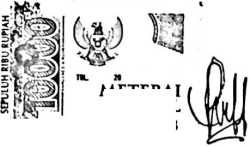 SEPULUH RIBU RUPIAH
10000
TGL. 20
METERAI